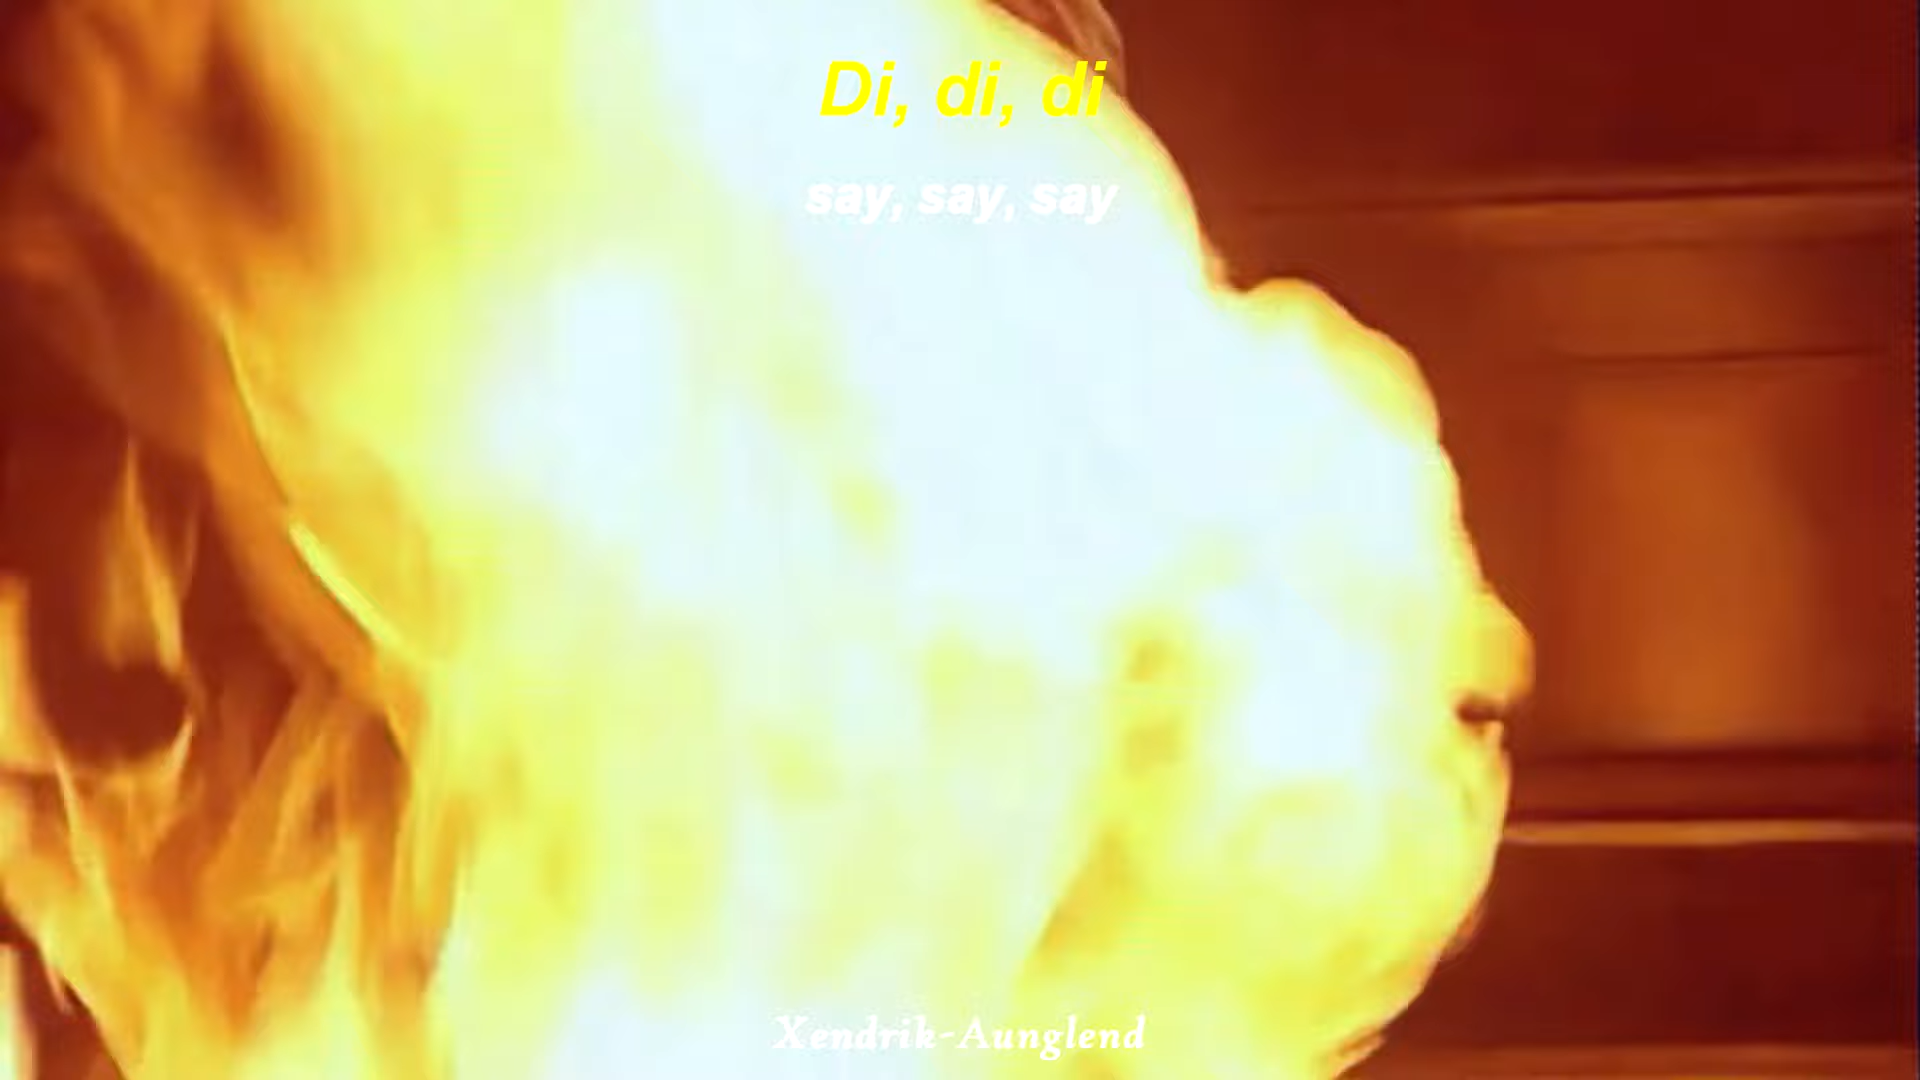 Di, di, di
say, say, say
Xendrik-Aunglend